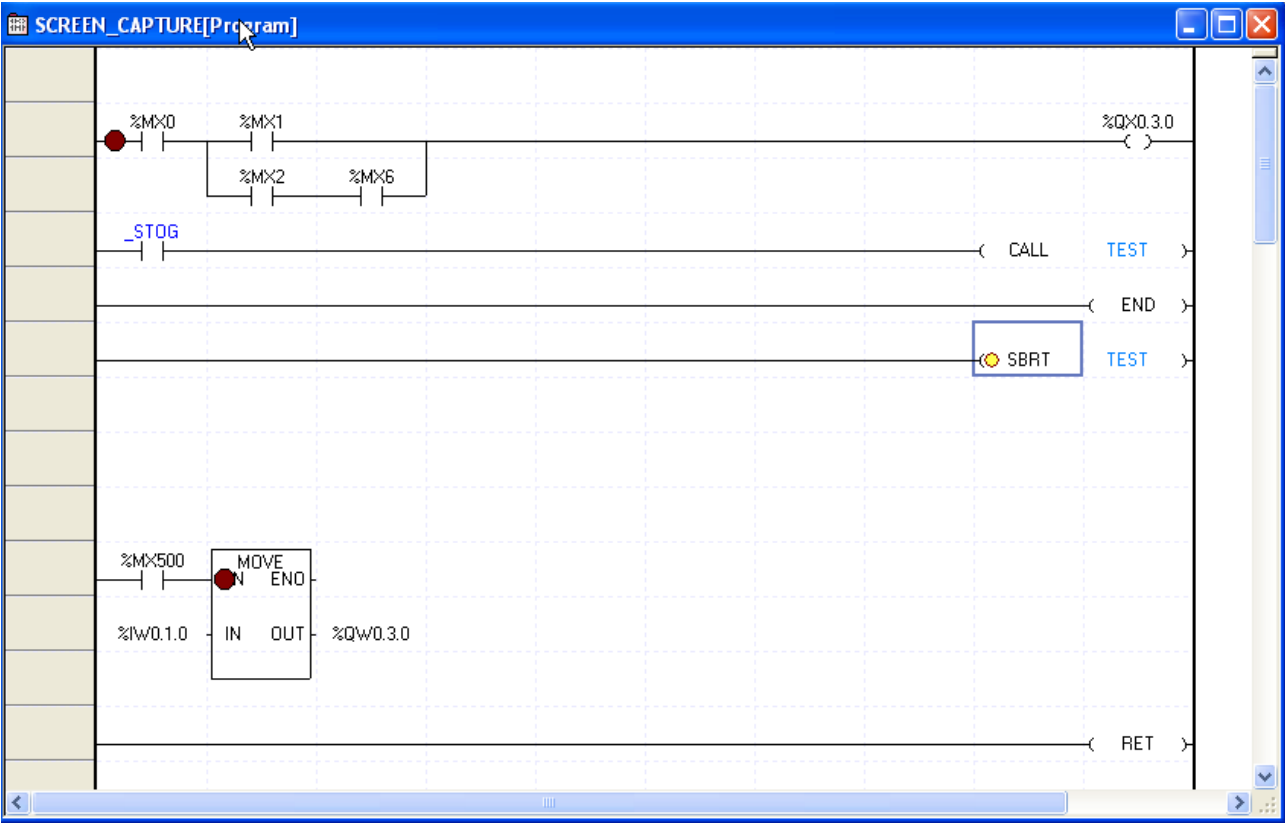 SCREEN_CAPTURE[Program]
%MX0 %MX1 %QX0.3.0
%MX2 %MX6
_STOG
CALL TEST
END
SBRT TEST
%MX500 MOVE
N ENO
%IW0.1.0 IN OUT %QW0.3.0
RET